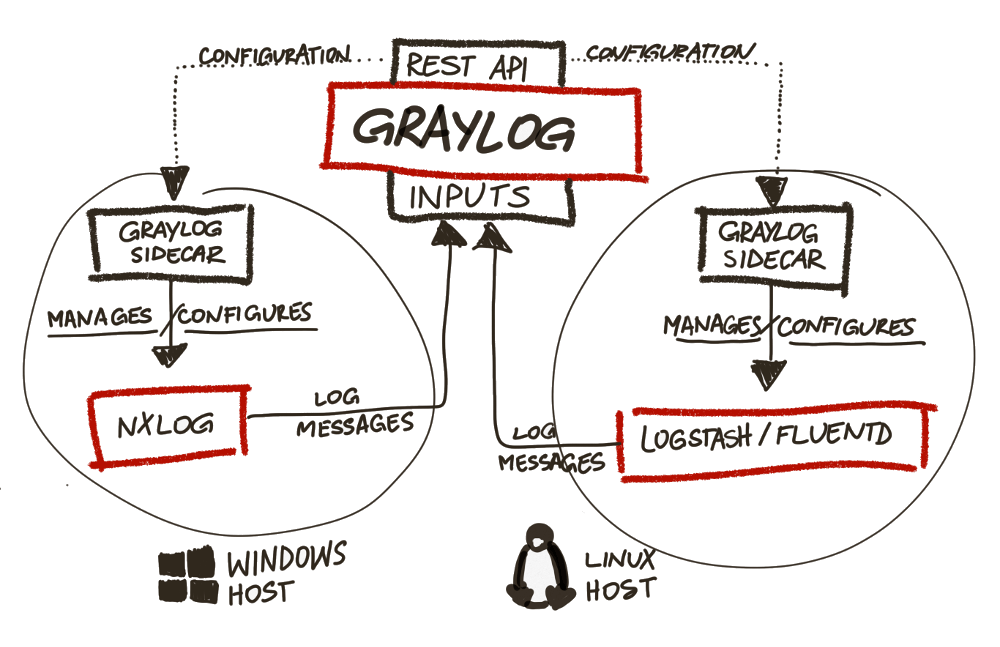 CONFIGURATION
REST API
CONFIGURATION
GRAYLOG
INPUTS
GRAYLOG
SIDECAR
MANAGES / CONFIGURES
NXLOG
LOG
MESSAGES
WINDOWS
HOST
GRAYLOG
SIDECAR
MANAGES / CONFIGURES
LOGSTASH / FLUENTD
LOG
MESSAGES
LINUX
HOST